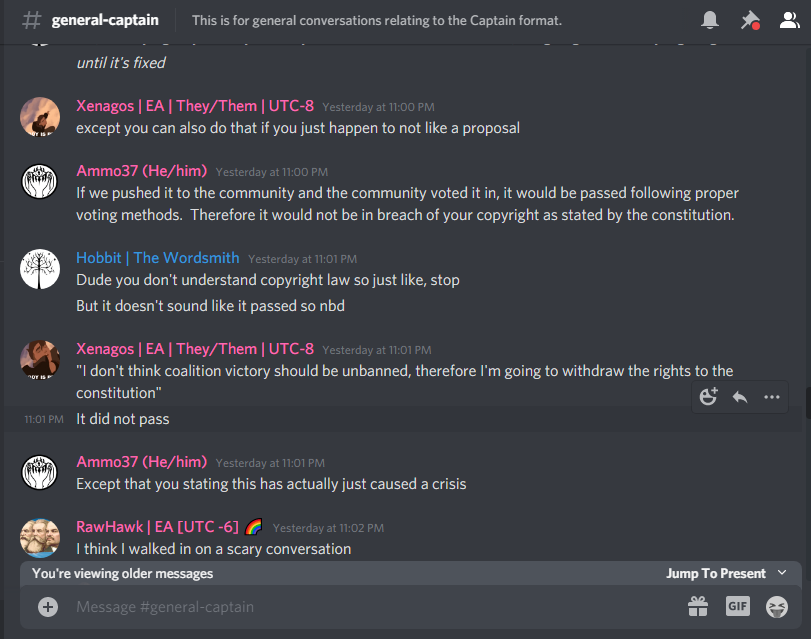 # general-captain
This is for general conversations relating to the Captain format.
until it's fixed
Xenagos | EA | They/Them | UTC-8 Yesterday at 11:00 PM
except you can also do that if you just happen to not like a proposal
Ammo37 (He/him) Yesterday at 11:00 PM
If we pushed it to the community and the community voted it in, it would be passed following proper
voting methods. Therefore it would not be in breach of your copyright as stated by the constitution.
Hobbit | The Wordsmith Yesterday at 11:01 PM
Dude you don't understand copyright law so just like, stop
But it doesn't sound like it passed so nbd
Xenagos | EA | They/Them | UTC-8 Yesterday at 11:01 PM
"I don't think coalition victory should be unbanned, therefore I'm going to withdraw the rights to the
constitution"
11:01 PM It did not pass
Ammo37 (He/him) Yesterday at 11:01 PM
Except that you stating this has actually just caused a crisis
RawHawk | EA [UTC -6] 🌈 Yesterday at 11:02 PM
I think I walked in on a scary conversation
You're viewing older messages
Jump To Present
Message #general-captain
GIF